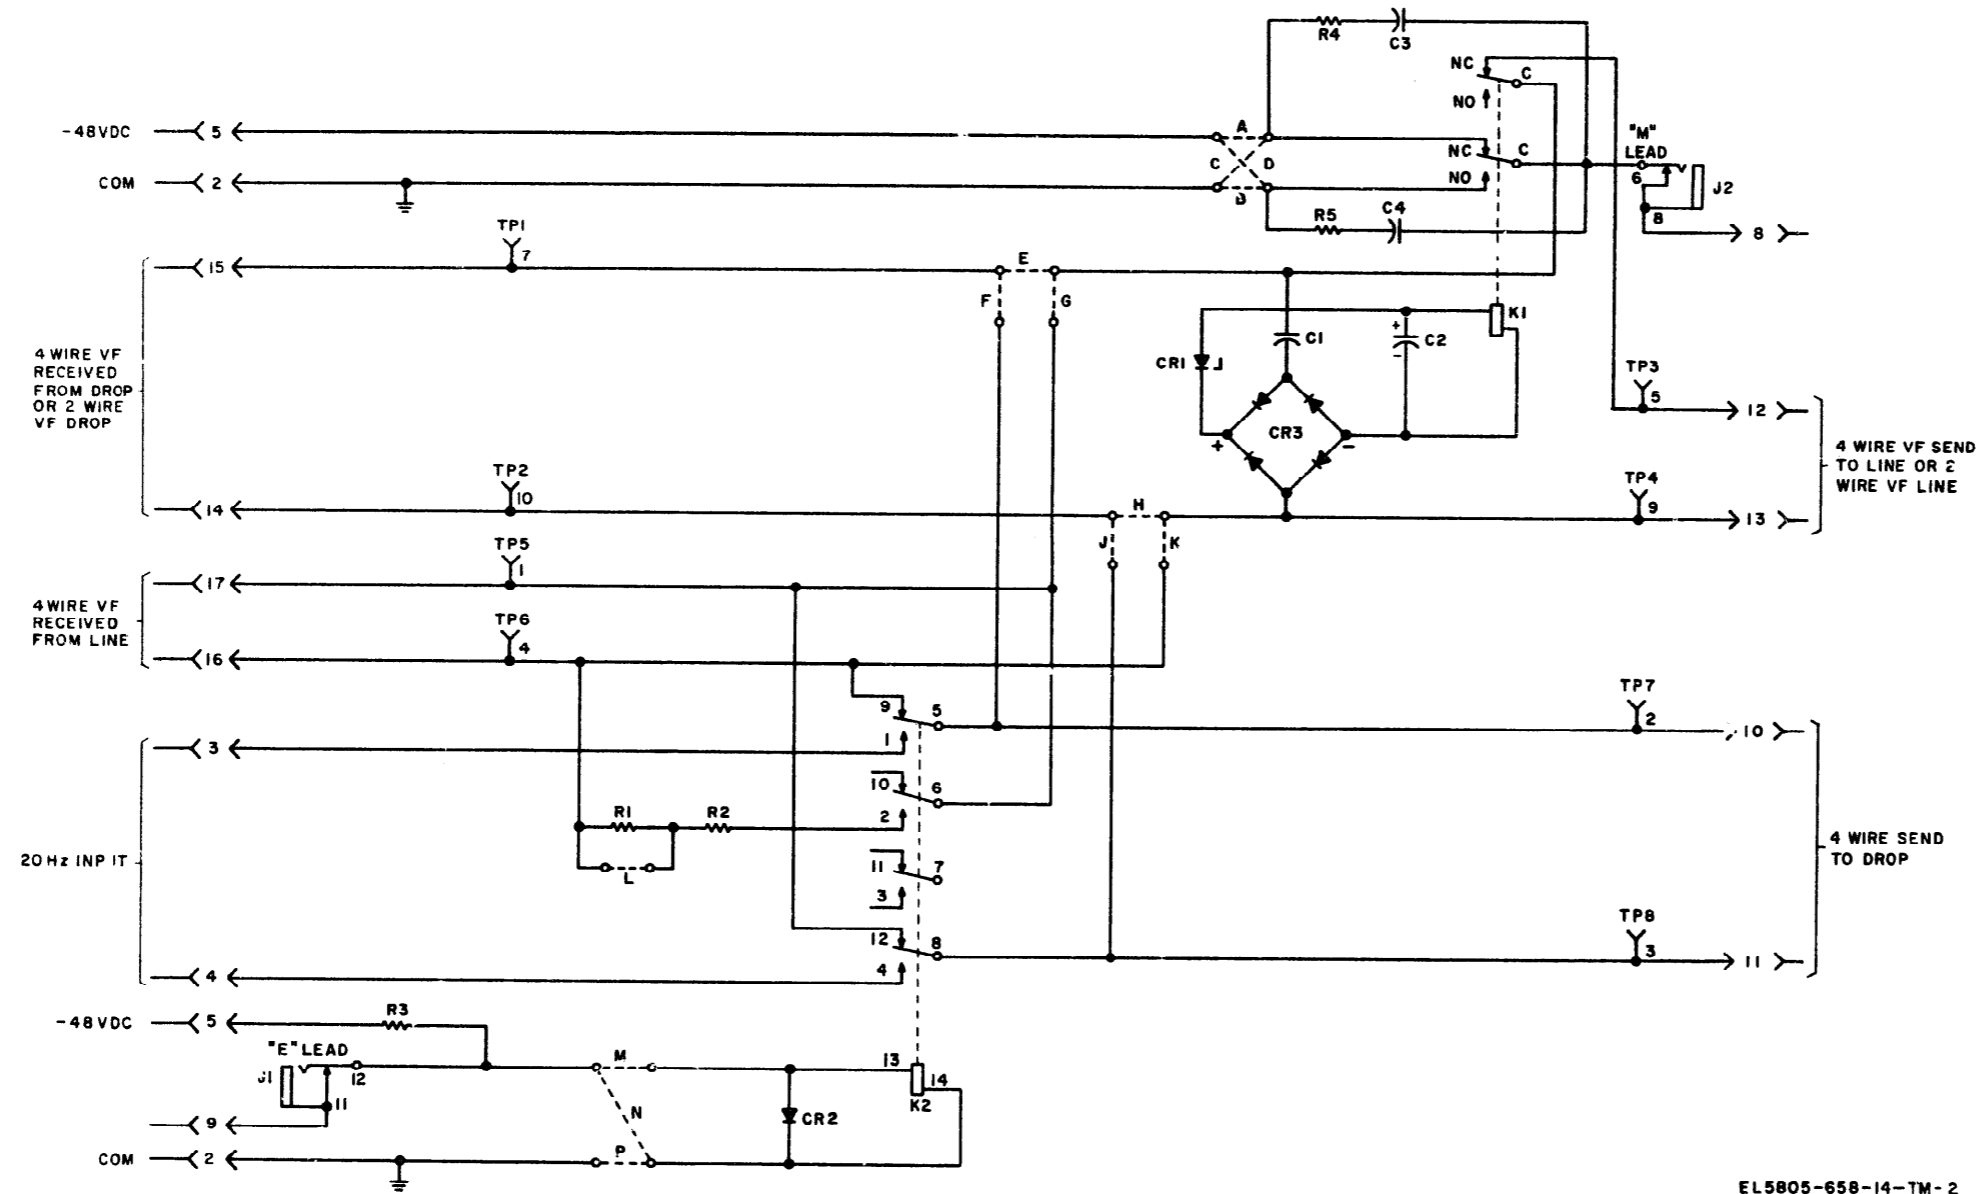 R4
C3
NC
C
NO
-48VDC
5
A
"M"
LEAD
C
D
NC
C
COM
2
NO
6
J2
B
R5
C4
8
TP1
8
15
7
E
F
G
K1
C1
C2
+
-
4 WIRE VF
RECEIVED
FROM DROP
OR 2 WIRE
VF DROP
CR1
TP3
5
12
+
CR3
-
4 WIRE VF SEND
TO LINE OR 2
WIRE VF LINE
TP2
10
14
H
TP4
9
13
J
K
TP5
17
1
4 WIRE VF
RECEIVED
FROM LINE
TP6
16
4
9
5
TP7
2
10
3
1
10
6
R1
R2
2
20 Hz INP IT
L
11
7
3
4 WIRE SEND
TO DROP
12
8
TP8
3
11
4
4
-48VDC
5
R3
"E" LEAD
J1
12
M
13
14
K2
11
N
CR2
9
COM
2
P
EL5805-658-14-TM-2